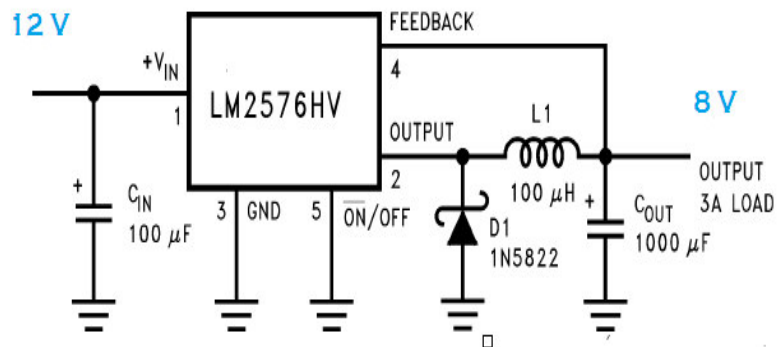 12 V
FEEDBACK
+VIN
4
8 V
LM2576HV
L1
1
OUTPUT
OUTPUT
3A LOAD
2
100 μH
+
CIN
100 μF
3
GND
5
ON/OFF
D1
1N5822
+
COUT
1000 μF